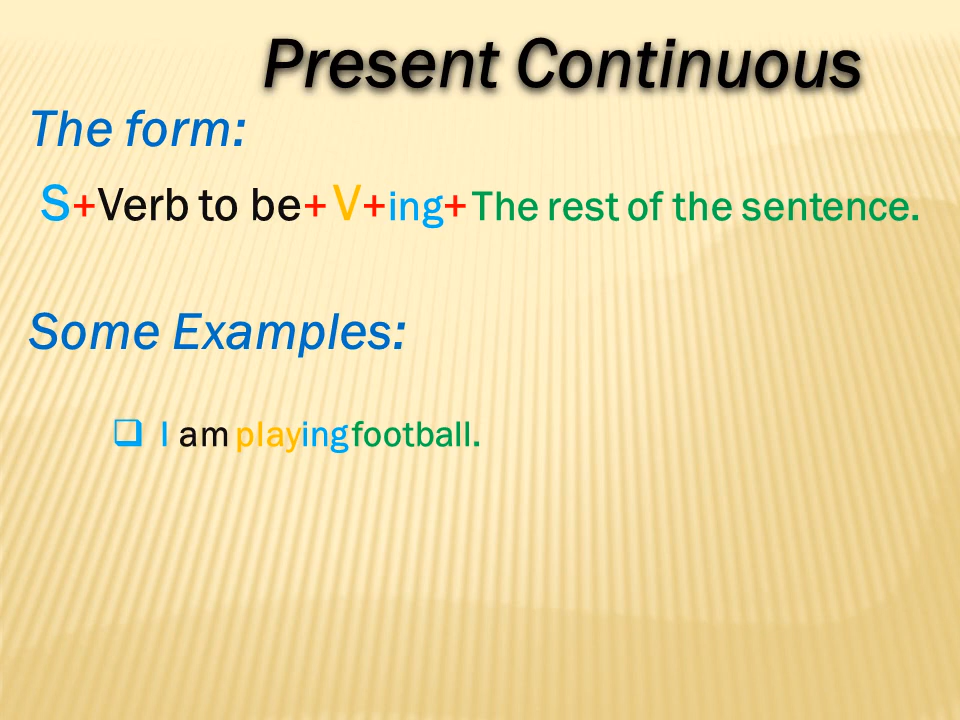 Present Continuous
The form:
S+Verb to be+ V+ing+The rest of the sentence.
Some Examples:
❑ I am playing football.